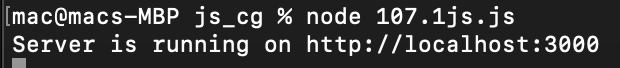 [mac@macs-MBP js_cg % node 107.1js.js
Server is running on http://localhost:3000